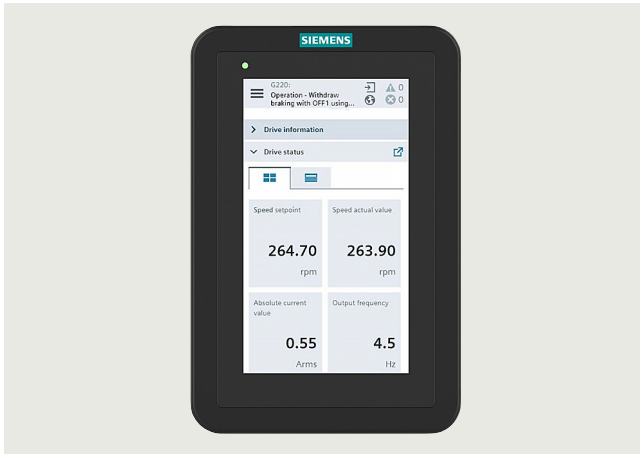 SIEMENS
G220:
Operation - Withdraw
braking with OFF1 using...
0
0
Drive information
Drive status
Speed setpoint
Speed actual value
264.70
263.90
rpm
rpm
Absolute current
value
Output frequency
0.55
4.5
Arms
Hz